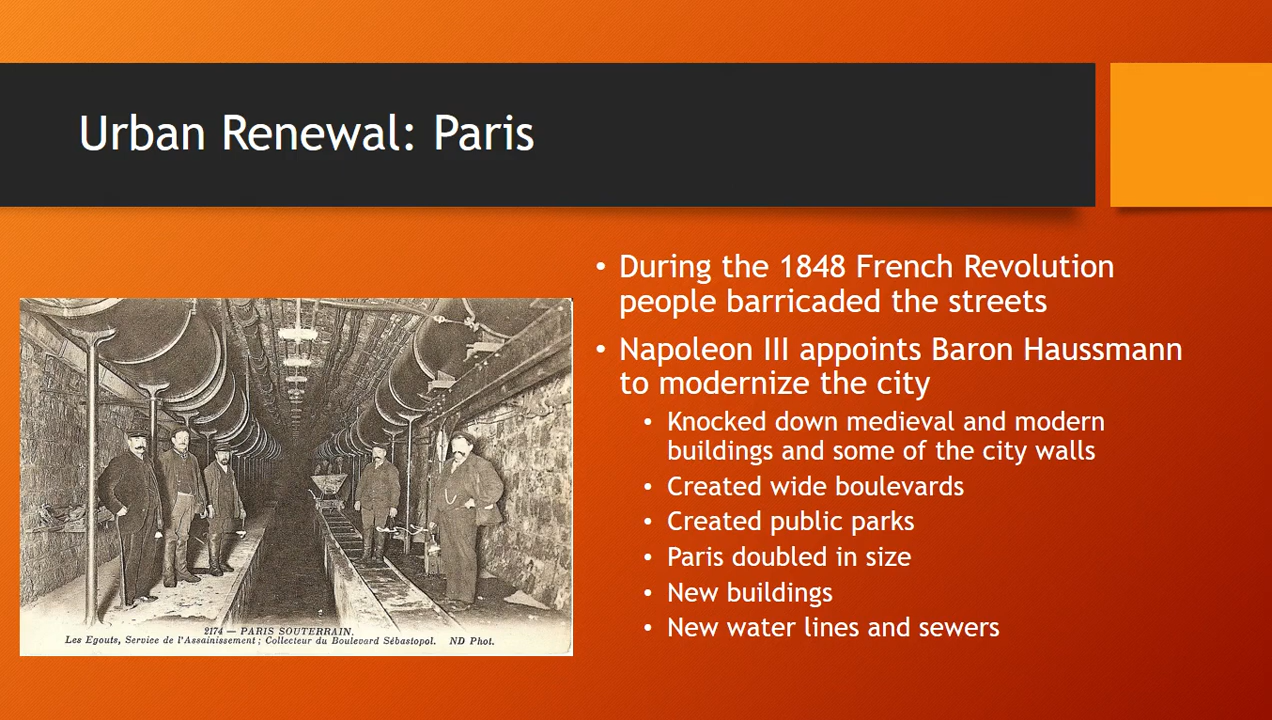 Urban Renewal: Paris
• During the 1848 French Revolution
people barricaded the streets
• Napoleon III appoints Baron Haussmann
to modernize the city
• Knocked down medieval and modern
buildings and some of the city walls
• Created wide boulevards
• Created public parks
• Paris doubled in size
• New buildings
• New water lines and sewers
2174 — PARIS SOUTERRAIN.
Les Egouts, Service de l'Assainissement ; Collecteur du Boulevard Sébastopol. ND Phot.